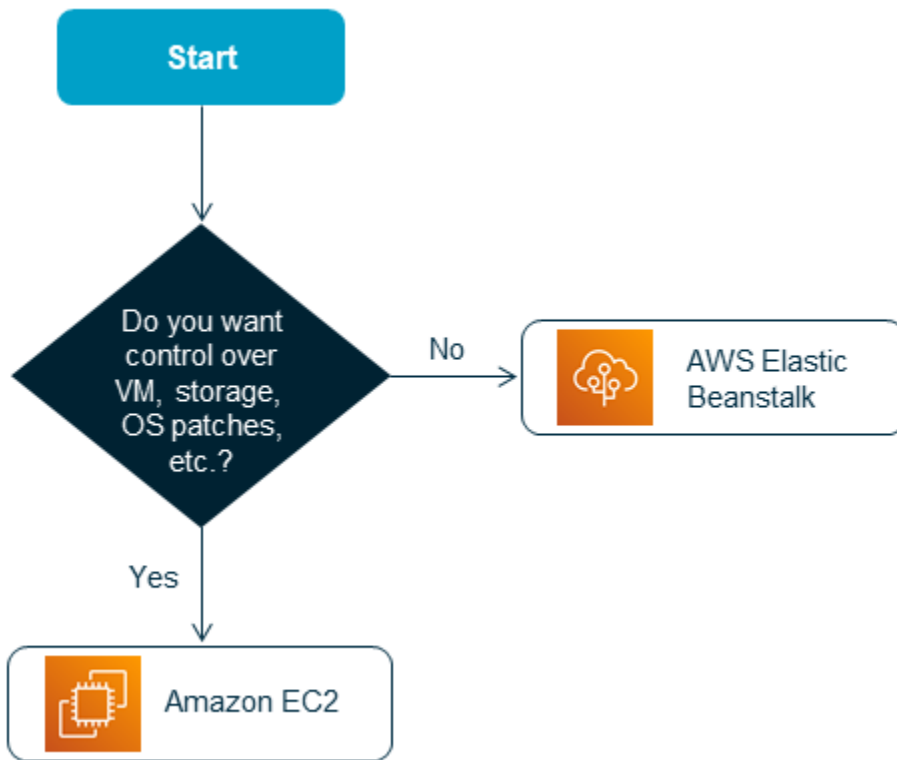 Start
Do you want
control over
VM, storage,
OS patches,
etc.?
No
AWS Elastic
Beanstalk
Yes
Amazon EC2